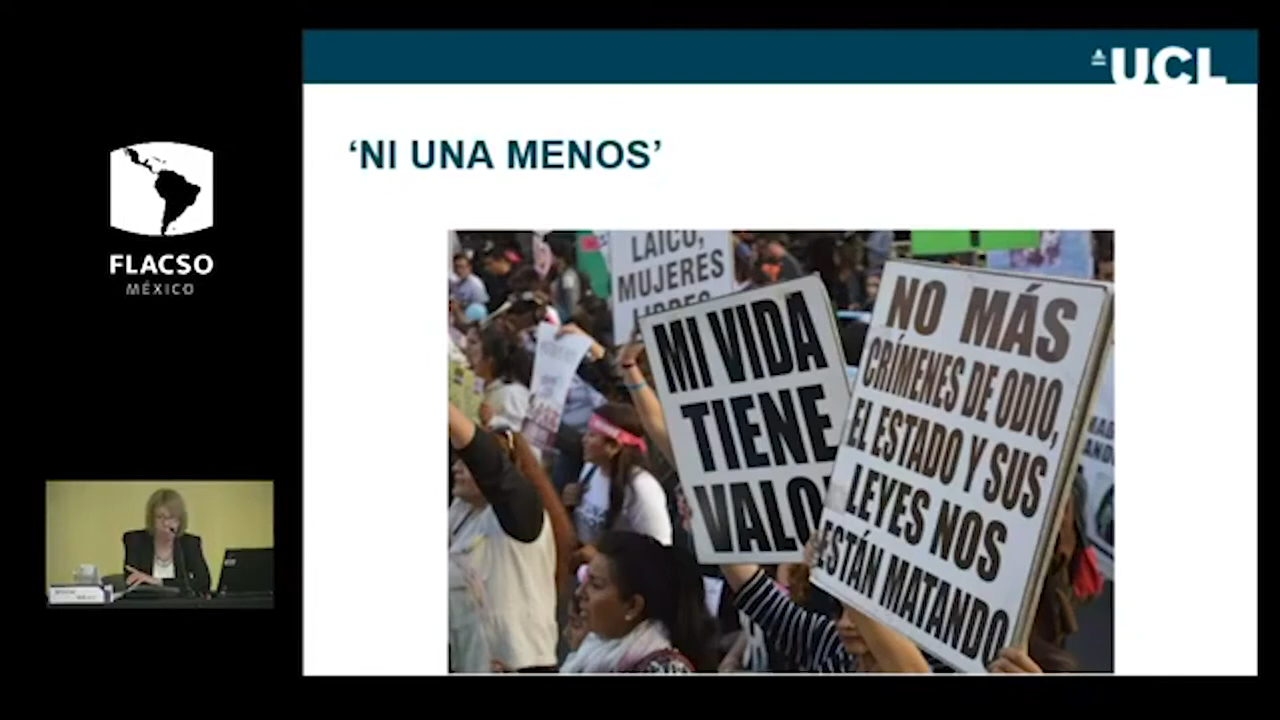 UCL
FLACSO
MÉXICO
‘NI UNA MENOS’
LAICO,
MUJERES
LIBRES
MI VIDA
TIENE
VALO
NO MÁS
CRÍMENES DE ODIO,
EL ESTADO Y SUS
LEYES NOS
ESTÁN MATANDO